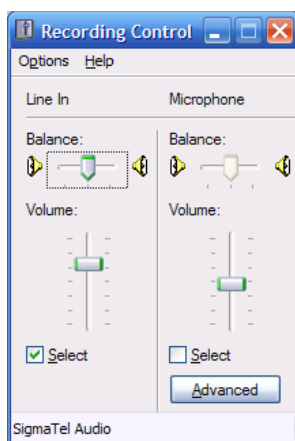 Recording Control
Options Help
Line In Microphone
Balance: Balance:
Volume: Volume:
Select Select
Advanced
SigmaTel Audio